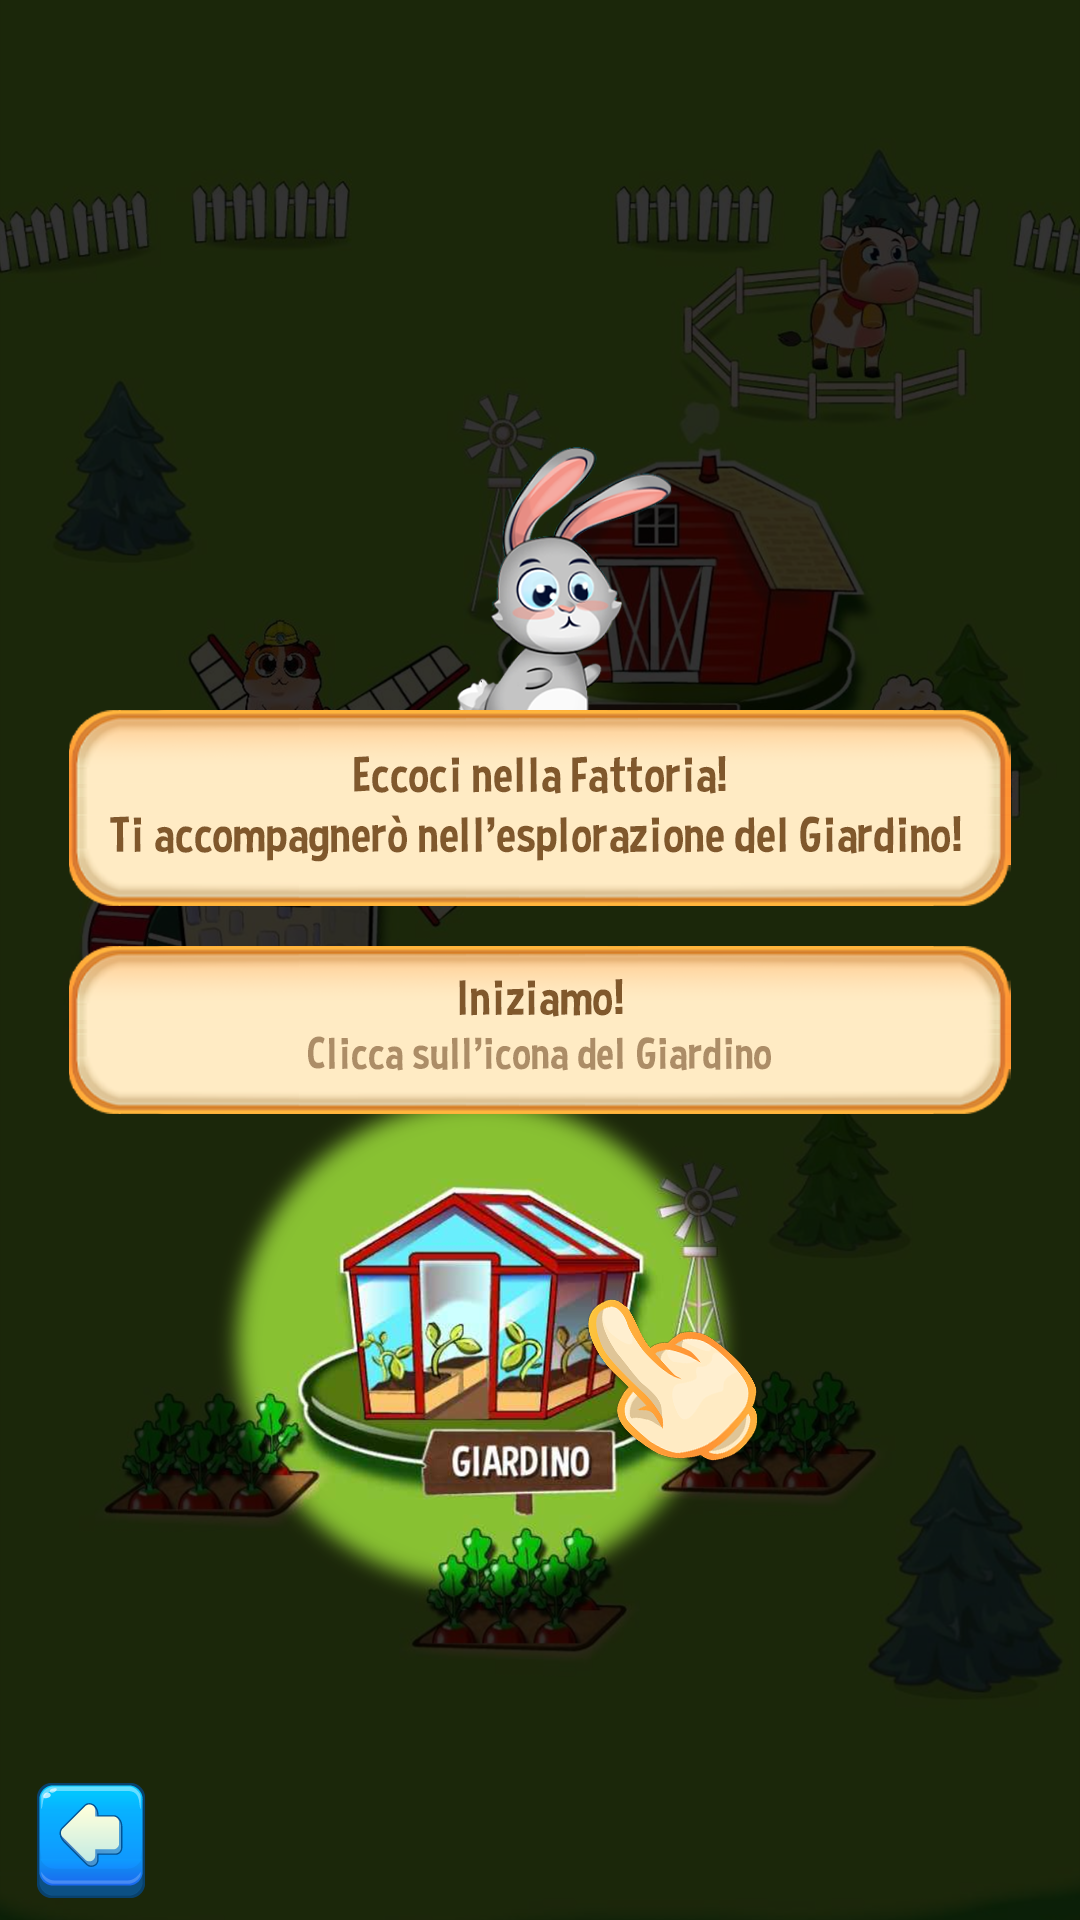 Eccoci nella Fattoria!
Ti accompagnerò nell’esplorazione del Giardino!
Iniziamo!
Clicca sull’icona del Giardino
GIARDINO